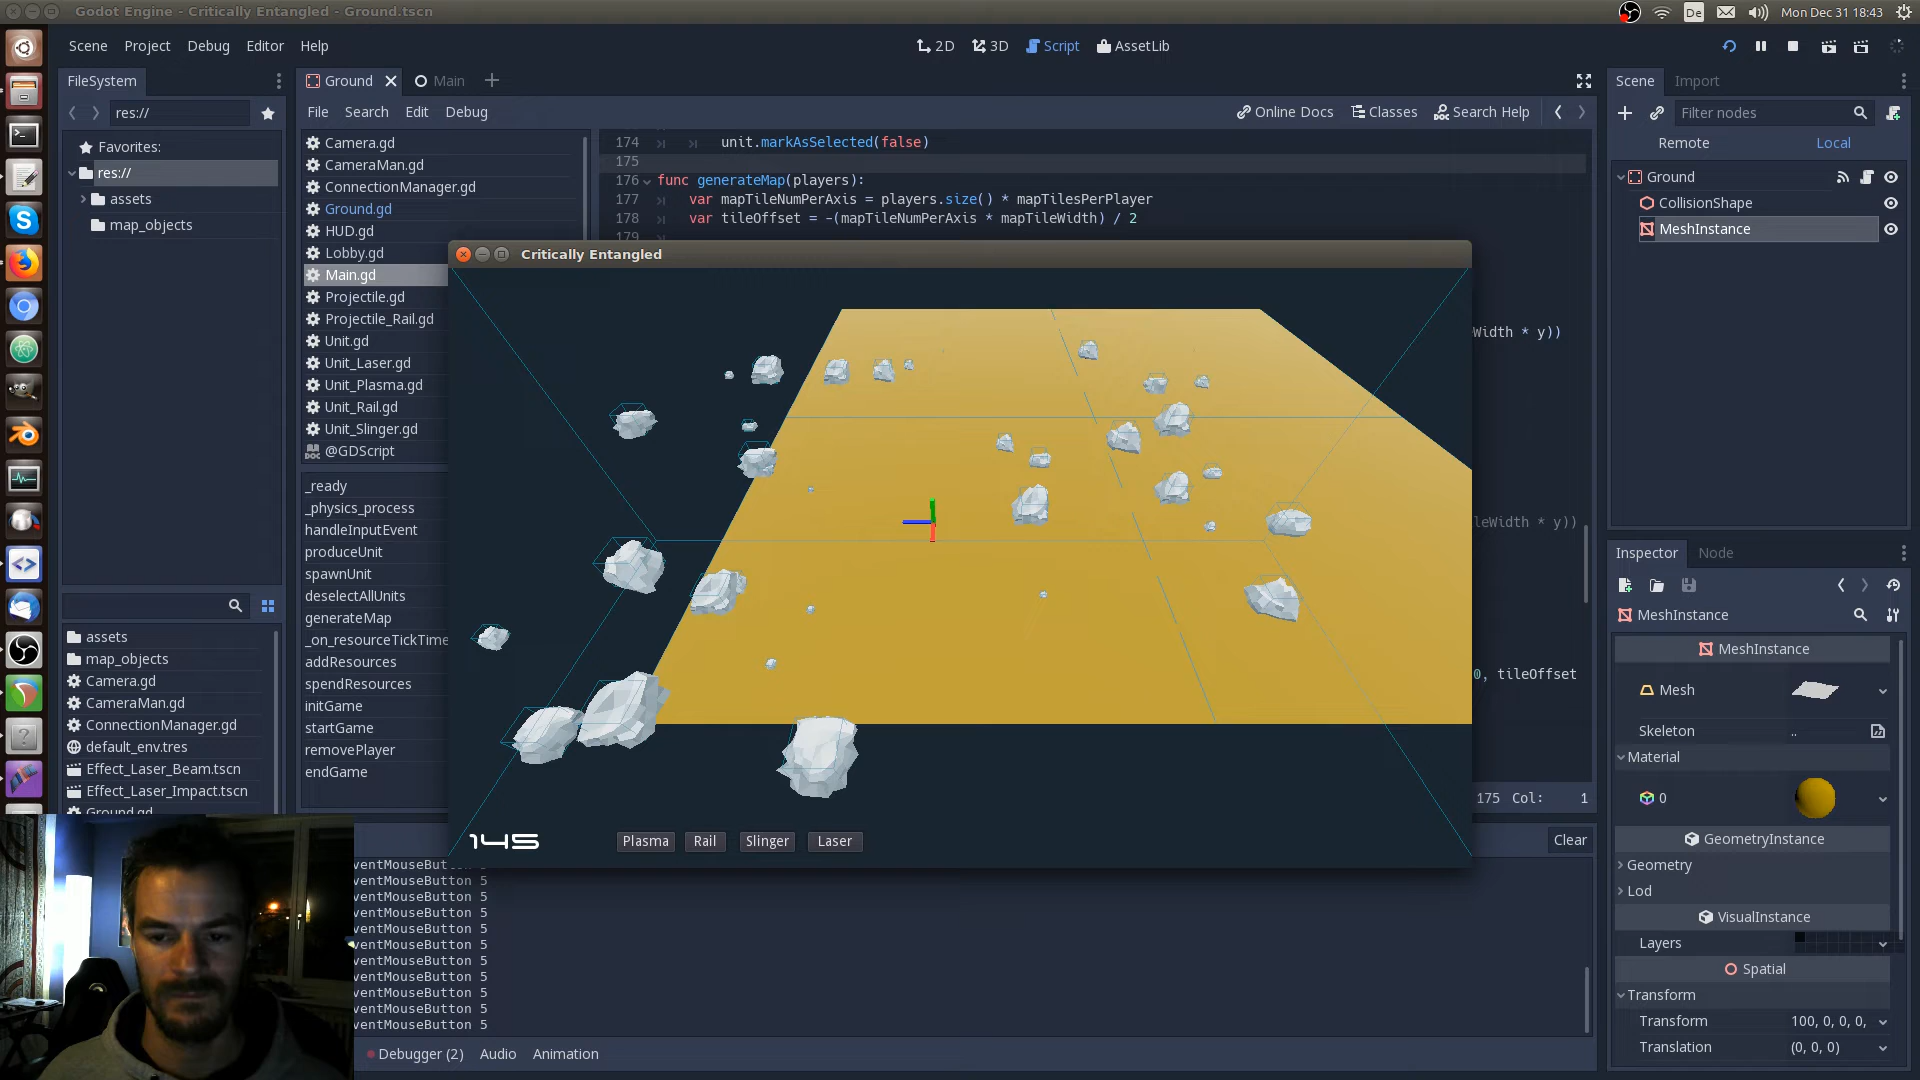 Godot Engine - Critically Entangled - Ground.tscn
De
Mon Dec 31 18:43
Scene Project Debug Editor Help
2D 3D Script AssetLib
FileSystem
res://
Favorites:
res://
assets
map_objects
assets
map_objects
Camera.gd
CameraMan.gd
ConnectionManager.gd
default_env.tres
Effect_Laser_Beam.tscn
Effect_Laser_Impact.tscn
Ground.gd
Ground Main
File Search Edit Debug
Online Docs Classes Search Help
Camera.gd
CameraMan.gd
ConnectionManager.gd
Ground.gd
HUD.gd
Lobby.gd
Main.gd
Projectile.gd
Projectile_Rail.gd
Unit.gd
Unit_Laser.gd
Unit_Plasma.gd
Unit_Rail.gd
Unit_Slinger.gd
@GDScript
_ready
_physics_process
handleInputEvent
produceUnit
spawnUnit
deselectAllUnits
generateMap
_on_resourceTickTime
addResources
spendResources
initGame
startGame
removePlayer
endGame
174 unit.markAsSelected(false)
175
176 func generateMap(players):
177 var mapTileNumPerAxis = players.size() * mapTilesPerPlayer
178 var tileOffset = -(mapTileNumPerAxis * mapTileWidth) / 2
179
Width * y))
leWidth * y))
0, tileOffset
175 Col: 1
Critically Entangled
145
Plasma Rail Slinger Laser
Clear
ventMouseButton 5
ventMouseButton 5
ventMouseButton 5
ventMouseButton 5
ventMouseButton 5
ventMouseButton 5
ventMouseButton 5
ventMouseButton 5
ventMouseButton 5
ventMouseButton 5
Debugger (2) Audio Animation
Scene Import
Filter nodes
Remote Local
Ground
CollisionShape
MeshInstance
Inspector Node
MeshInstance
MeshInstance
Mesh
Skeleton ..
Material
0
GeometryInstance
Geometry
Lod
VisualInstance
Layers
Spatial
Transform
Transform 100, 0, 0, 0,
Translation (0, 0, 0)